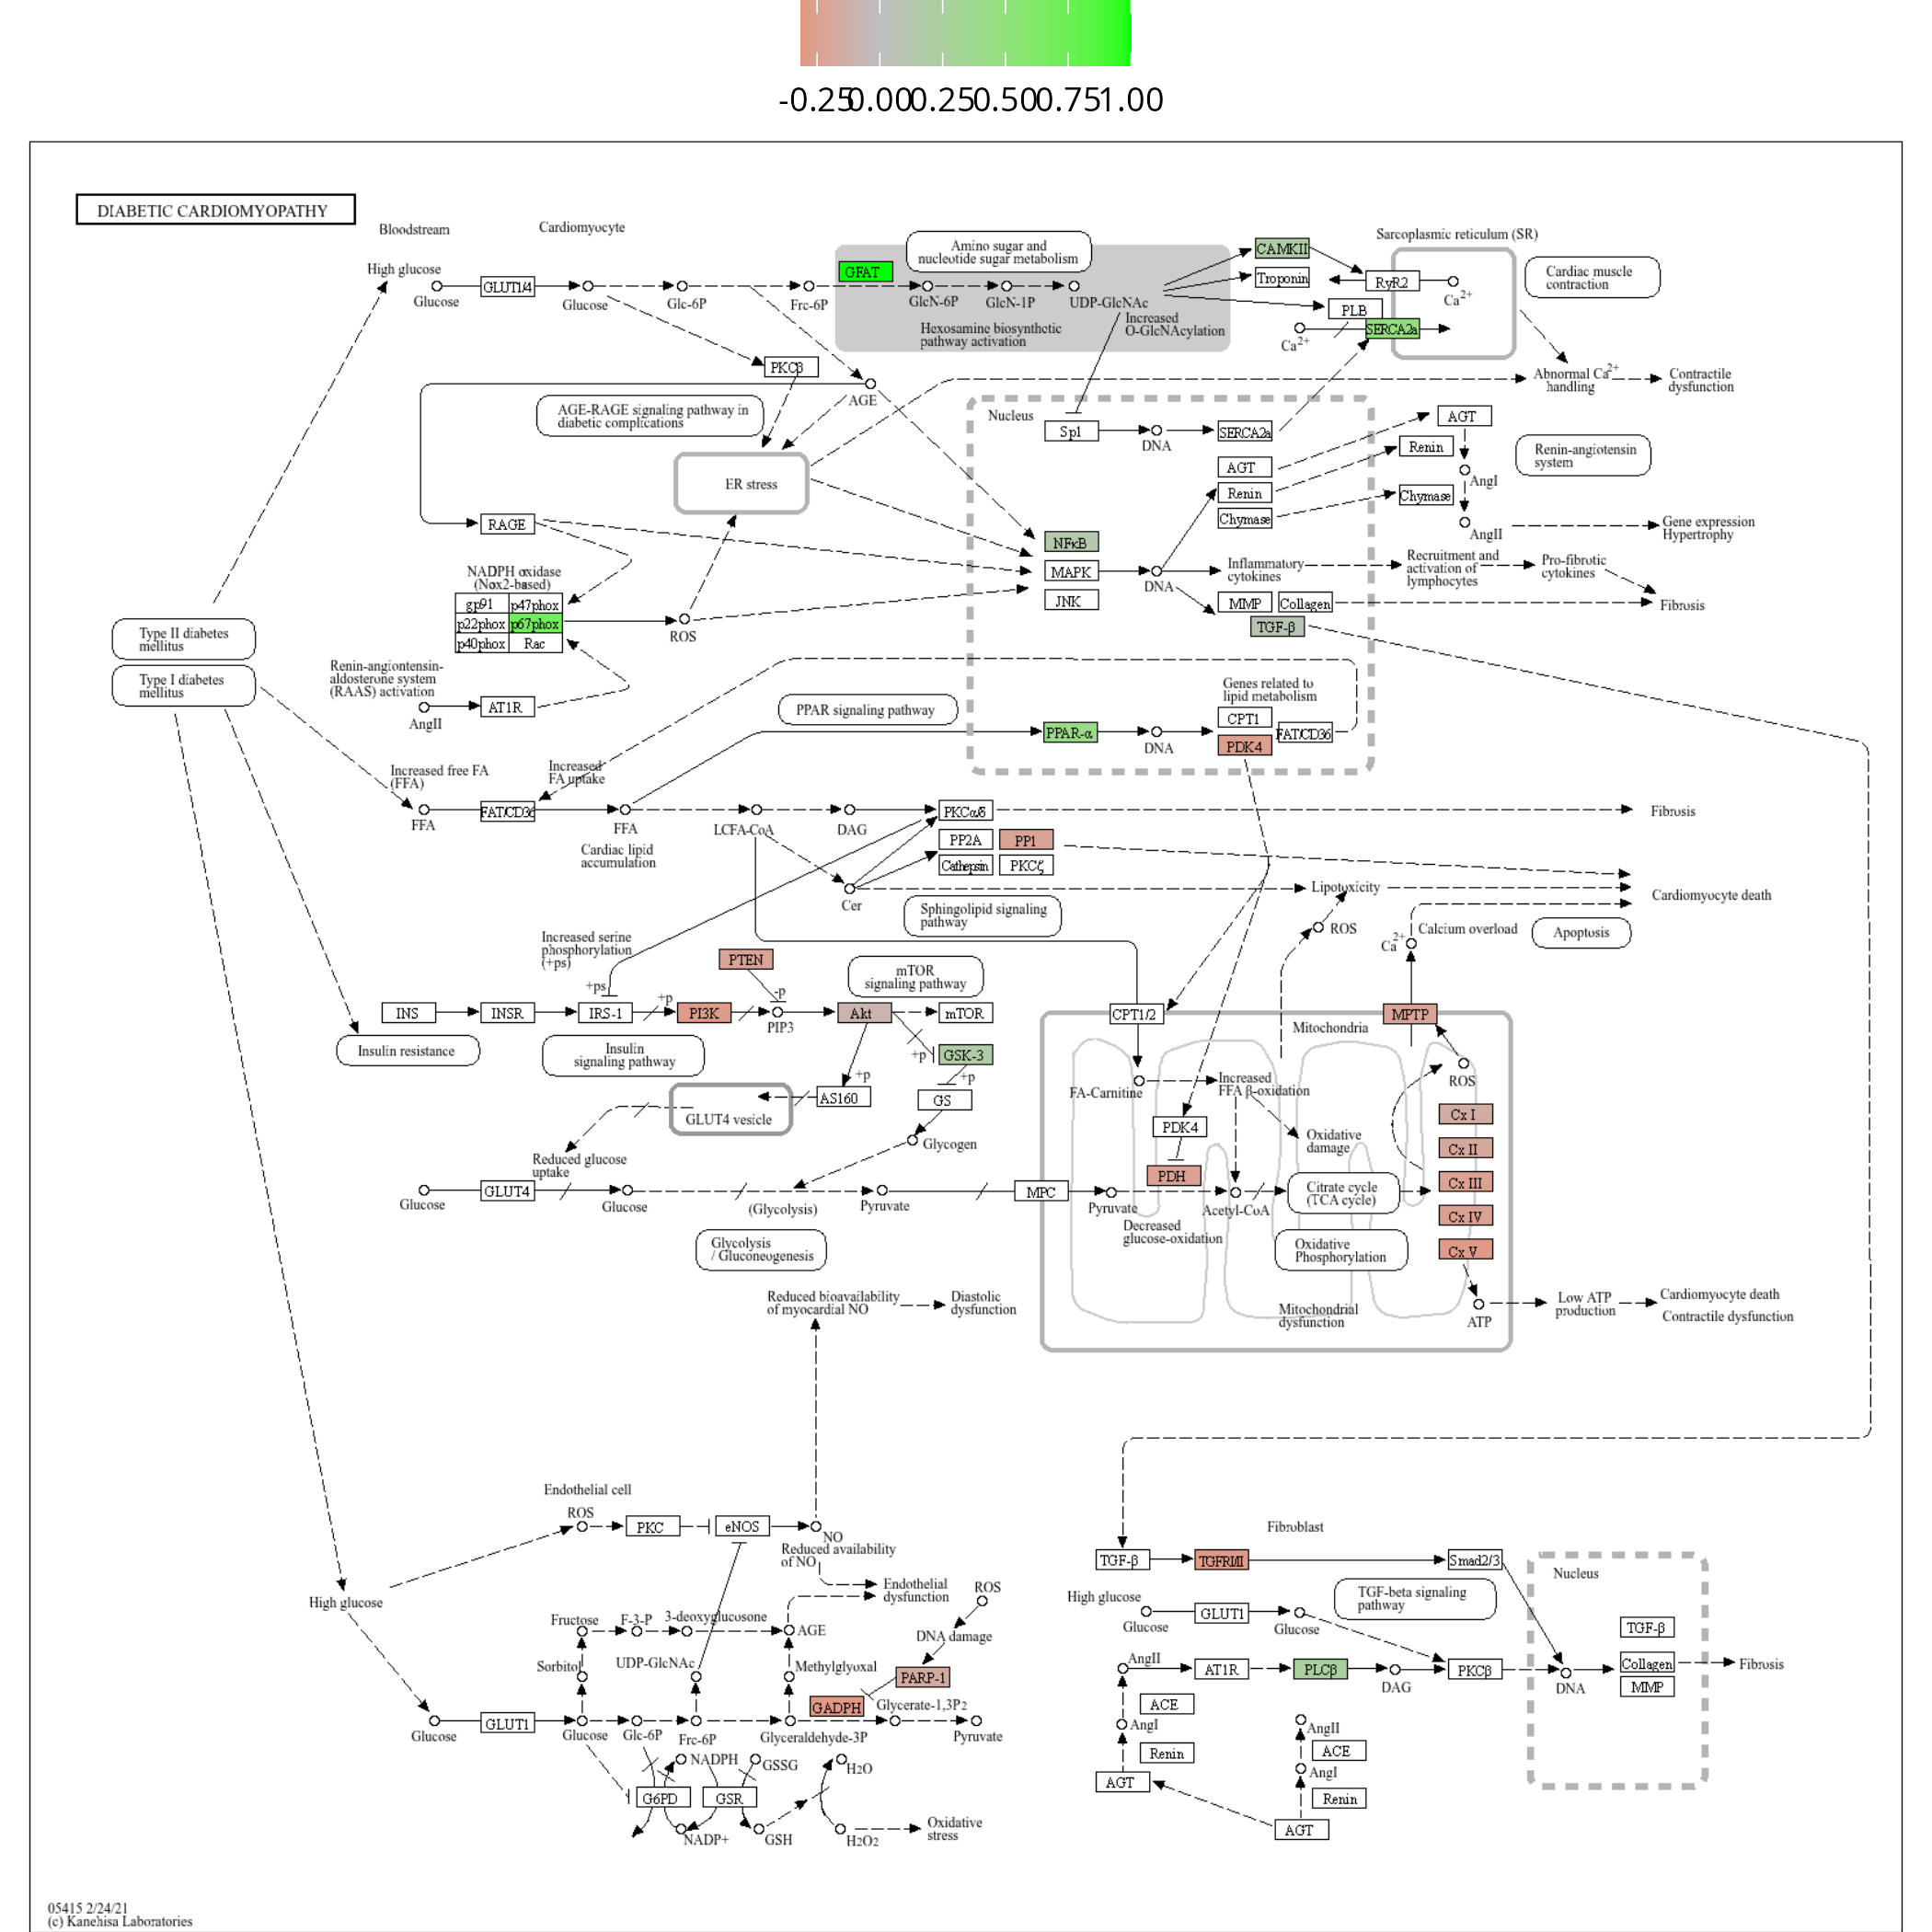 -0.25 0.00 0.25 0.50 0.75 1.00
DIABETIC CARDIOMYOPATHY
Bloodstream
Cardiomyocyte
High glucose
Glucose
GLUT1/4
Glucose
Glc-6P
Frc-6P
GFAT
Amino sugar and
nucleotide sugar metabolism
GlcN-6P
GlcN-1P
UDP-GlcNAc
Hexosamine biosynthetic
pathway activation
Increased
O-GlcNAcylation
CAMKII
Troponin
PLB
RyR2
SERCA2a
Ca2+
Ca2+
Sarcoplasmic reticulum (SR)
Cardiac muscle
contraction
Abnormal Ca2+
handling
Contractile
dysfunction
PKCβ
AGE
AGE-RAGE signaling pathway in
diabetic complications
ER stress
RAGE
NADPH oxidase
(Nox2-based)
gp91
p47phox
p22phox
p67phox
p40phox
Rac
ROS
Renin-angiontensin-
aldosterone system
(RAAS) activation
AngII
AT1R
Type II diabetes
mellitus
Type I diabetes
mellitus
Nucleus
Sp1
DNA
SERCA2a
AGT
Renin
Chymase
AGT
Renin
Chymase
AngI
AngII
Renin-angiotensin
system
Gene expression
Hypertrophy
NFκB
MAPK
JNK
DNA
Inflammatory
cytokines
Recruitment and
activation of
lymphocytes
Pro-fibrotic
cytokines
Fibrosis
MMP
Collagen
TGF-β
PPAR signaling pathway
PPAR-α
DNA
Genes related to
lipid metabolism
CPT1
FAT/CD36
PDK4
Increased free FA
(FFA)
Increased
FA uptake
FFA
FAT/CD36
FFA
Cardiac lipid
accumulation
LCFA-CoA
DAG
PKCα/δ
PP2A
PP1
Cathepsin
PKCζ
Cer
Sphingolipid signaling
pathway
Fibrosis
Lipotoxicity
Cardiomyocyte death
ROS
Ca2+
Calcium overload
Apoptosis
Increased serine
phosphorylation
(+ps)
+ps
+p
-p
INS
INSR
IRS-1
PI3K
PTEN
PIP3
Akt
mTOR
mTOR
signaling pathway
+p
GSK-3
+p
+p
AS160
GS
Glycogen
GLUT4 vesicle
Insulin resistance
Insulin
signaling pathway
Reduced glucose
uptake
Glucose
GLUT4
Glucose
(Glycolysis)
Pyruvate
Glycolysis
/ Gluconeogenesis
MPC
Pyruvate
Decreased
glucose-oxidation
CPT1/2
FA-Carnitine
Increased
FFA β-oxidation
PDK4
PDH
Acetyl-CoA
Oxidative
damage
Citrate cycle
(TCA cycle)
Oxidative
Phosphorylation
Mitochondria
Mitochondrial
dysfunction
MPTP
ROS
Cx I
Cx II
Cx III
Cx IV
Cx V
ATP
Low ATP
production
Cardiomyocyte death
Contractile dysfunction
Reduced bioavailability
of myocardial NO
Diastolic
dysfunction
Endothelial cell
ROS
PKC
eNOS
NO
Reduced availability
of NO
Endothelial
dysfunction
High glucose
Fructose
F-3-P
3-deoxyglucosone
AGE
ROS
DNA damage
Sorbitol
UDP-GlcNAc
Methylglyoxal
PARP-1
GADPH
Glycerate-1,3P2
Glucose
GLUT1
Glucose
Glc-6P
Frc-6P
Glyceraldehyde-3P
Pyruvate
NADPH
GSSG
H2O
G6PD
GSR
NADP+
GSH
H2O2
Oxidative
stress
Fibroblast
TGF-β
TGFRI/II
Smad2/3
TGF-beta signaling
pathway
High glucose
Glucose
GLUT1
Glucose
AngII
AT1R
PLCβ
DAG
PKCβ
DNA
Nucleus
TGF-β
Collagen
MMP
Fibrosis
ACE
AngI
Renin
AGT
AngII
ACE
AngI
Renin
AGT
05415 2/24/21
(c) Kanehisa Laboratories